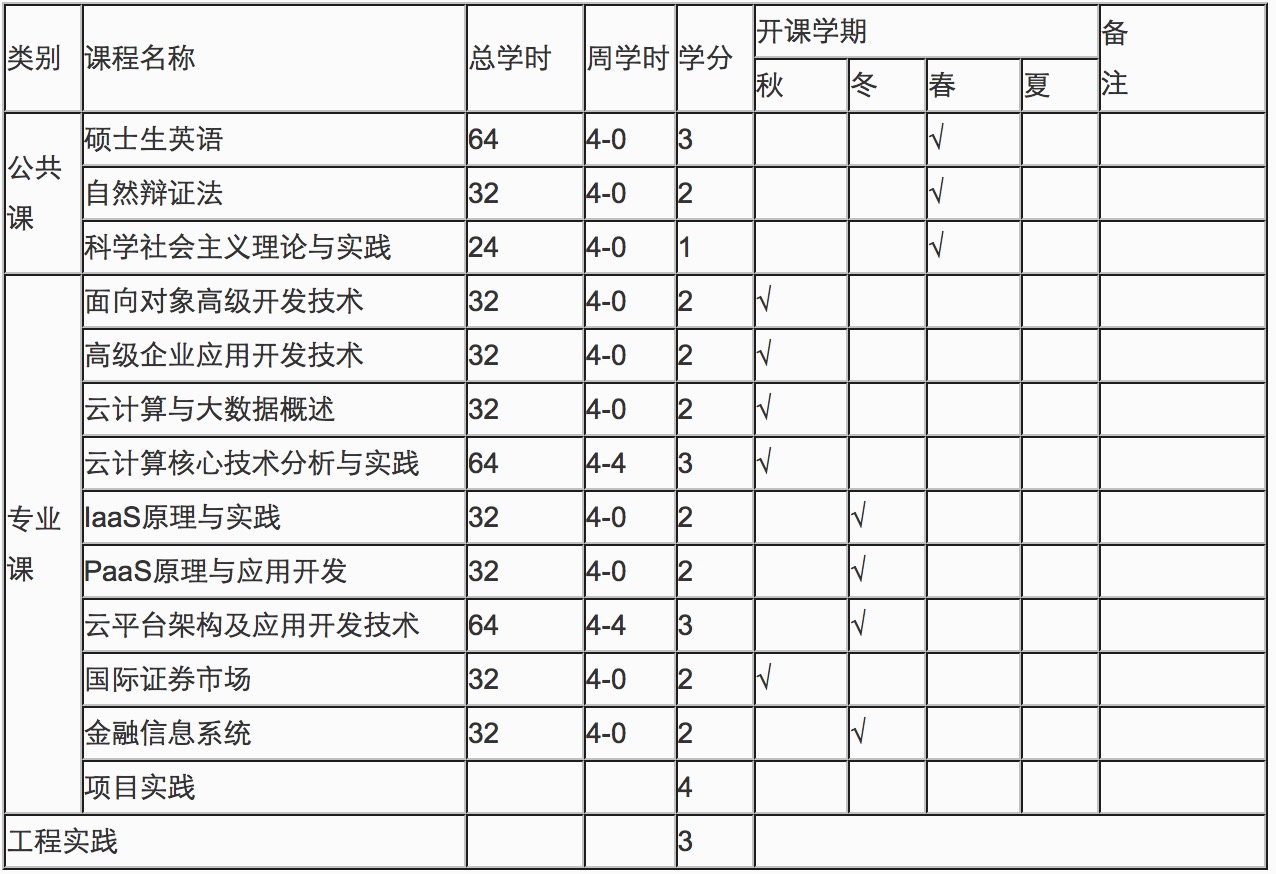 类别 课程名称 总学时 周学时 学分 开课学期 备注
秋 冬 春 夏
公共课 硕士生英语 64 4-0 3 √
自然辩证法 32 4-0 2 √
科学社会主义理论与实践 24 4-0 1 √
专业课 面向对象高级开发技术 32 4-0 2 √
高级企业应用开发技术 32 4-0 2 √
云计算与大数据概述 32 4-0 2 √
云计算核心技术分析与实践 64 4-4 3 √
IaaS原理与实践 32 4-0 2 √
PaaS原理与应用开发 32 4-0 2 √
云平台架构及应用开发技术 64 4-4 3 √
国际证券市场 32 4-0 2 √
金融信息系统 32 4-0 2 √
项目实践 4
工程实践 3